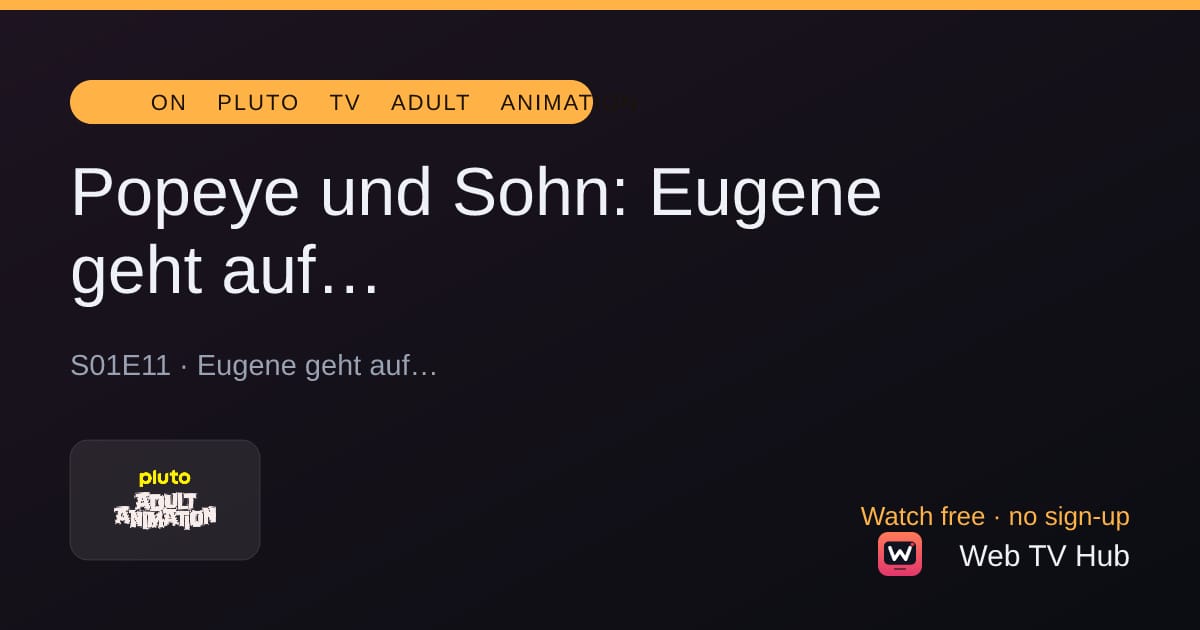 ON PLUTO TV ADULT ANIMATION
Popeye und Sohn: Eugene
geht auf…
S01E11 · Eugene geht auf…
pluto
ADULT
ANIMATION
Watch free · no sign-up
W Web TV Hub